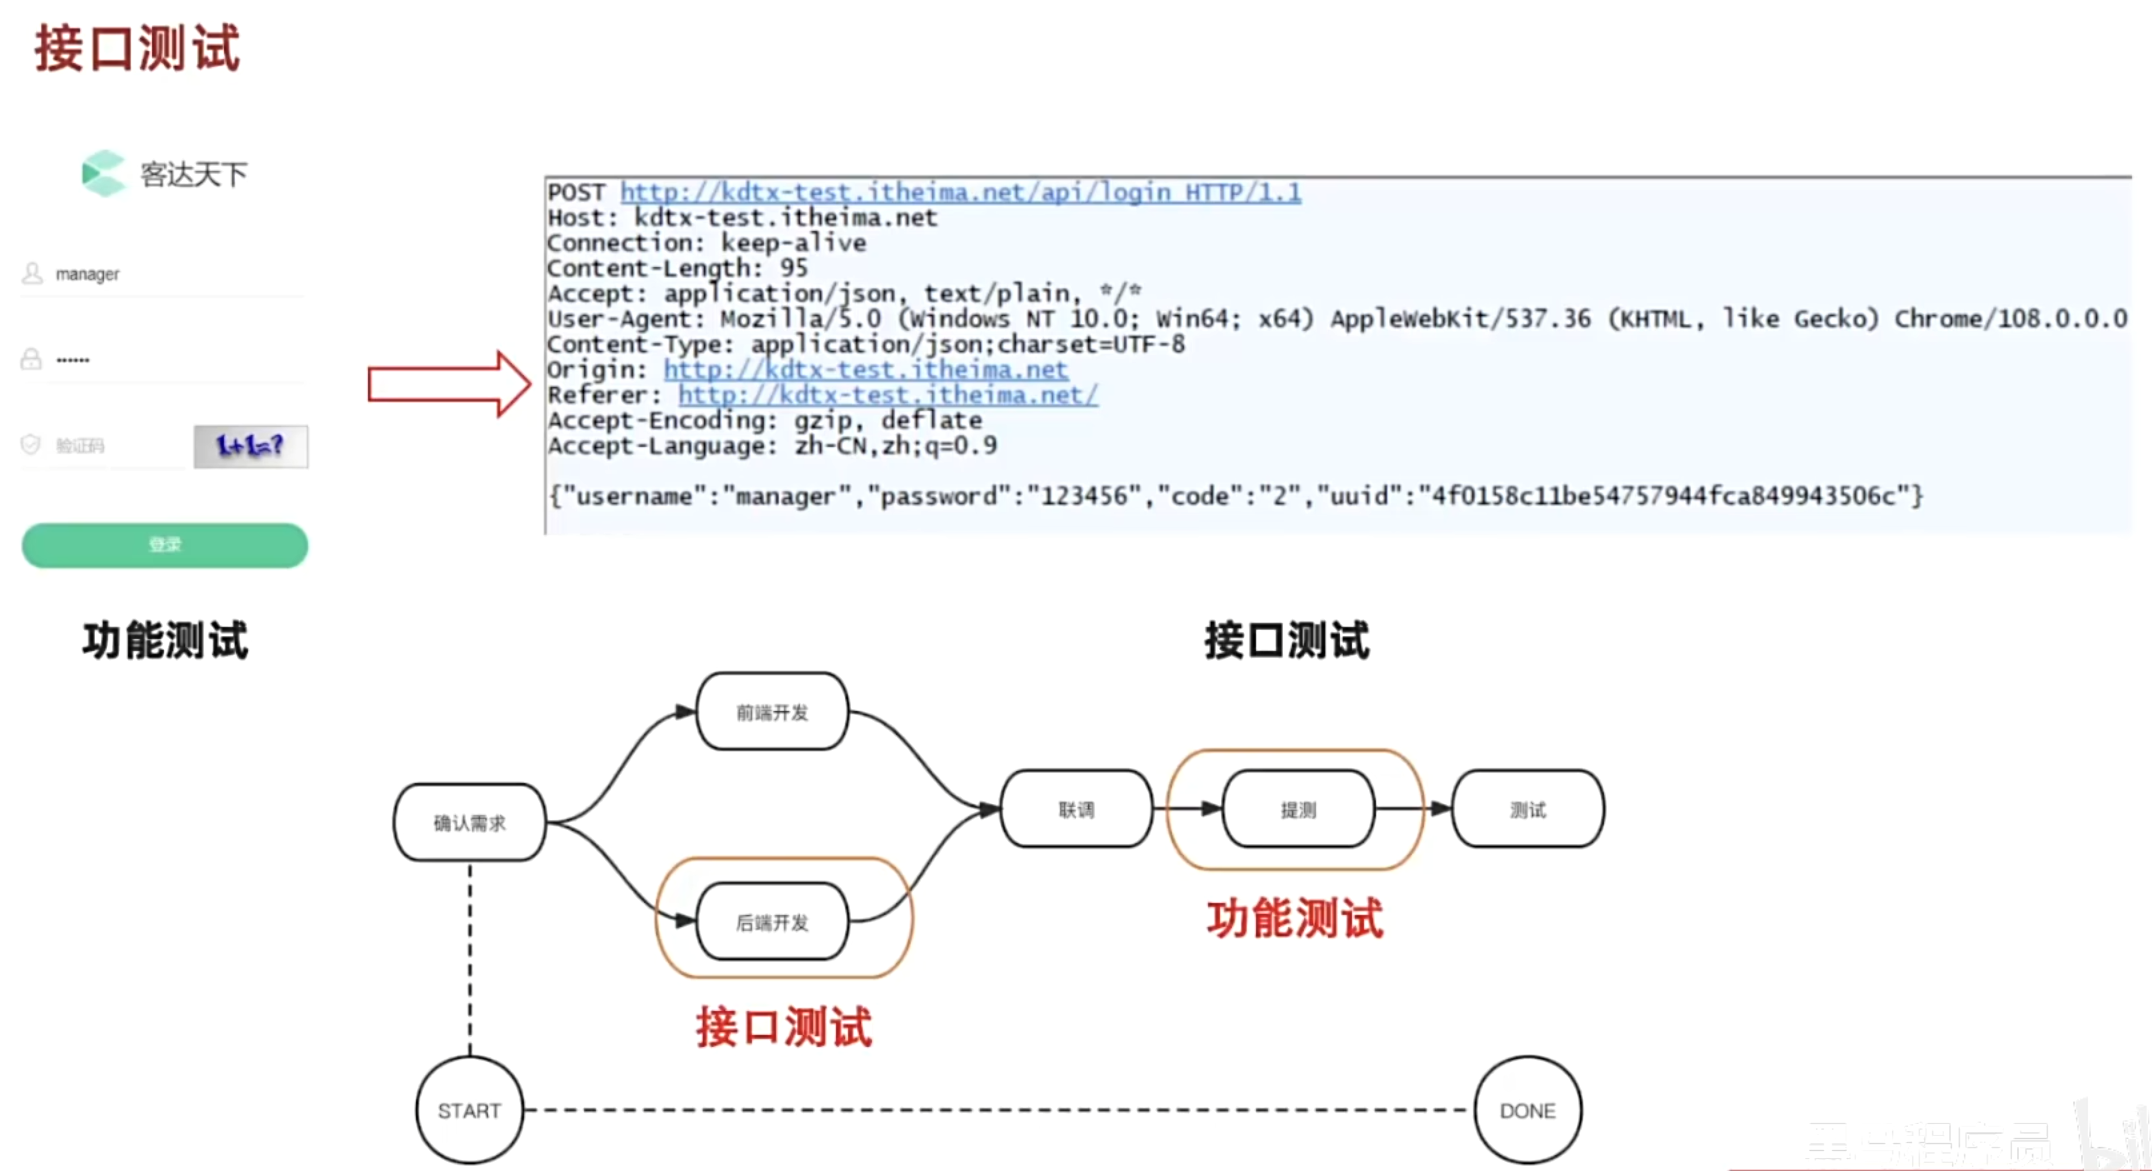 接口测试
客达天下
manager
••••••
验证码
1+1=?
登录
功能测试
POST http://kdtx-test.itheima.net/api/login HTTP/1.1
Host: kdtx-test.itheima.net
Connection: keep-alive
Content-Length: 95
Accept: application/json, text/plain, */*
User-Agent: Mozilla/5.0 (Windows NT 10.0; Win64; x64) AppleWebKit/537.36 (KHTML, like Gecko) Chrome/108.0.0.0
Content-Type: application/json;charset=UTF-8
Origin: http://kdtx-test.itheima.net
Referer: http://kdtx-test.itheima.net/
Accept-Encoding: gzip, deflate
Accept-Language: zh-CN,zh;q=0.9
{"username":"manager","password":"123456","code":"2","uuid":"4f0158c11be54757944fca849943506c"}
接口测试
前端开发
确认需求
联调
提测
测试
后端开发
功能测试
接口测试
START
DONE